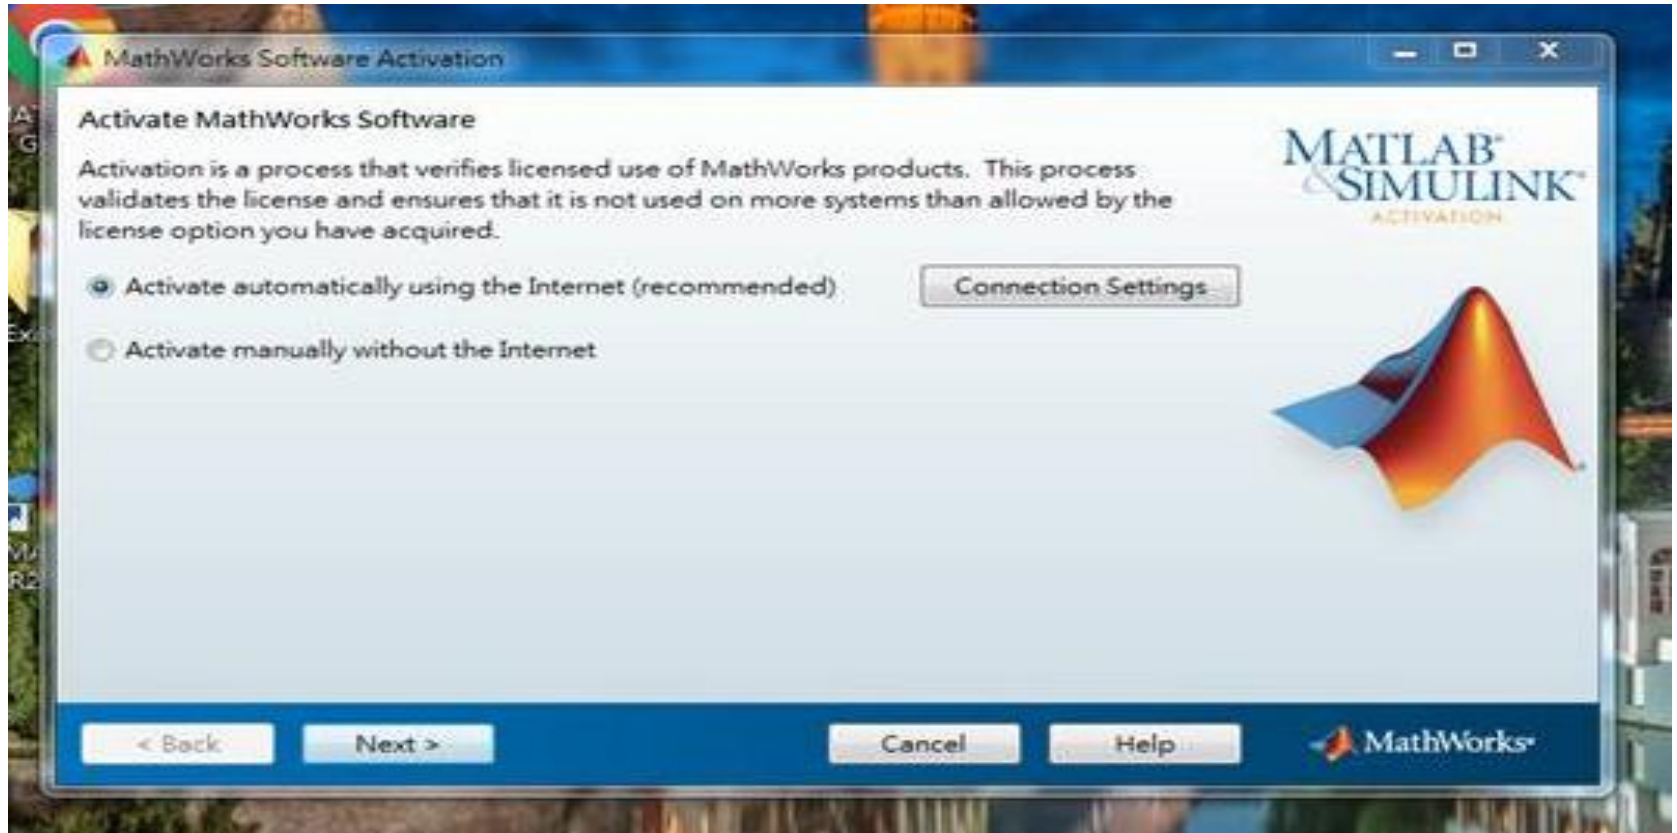 MathWorks Software Activation
Activate MathWorks Software
Activation is a process that verifies licensed use of MathWorks products. This process
validates the license and ensures that it is not used on more systems than allowed by the
license option you have acquired.
Activate automatically using the Internet (recommended)
Connection Settings
Activate manually without the Internet
MATLAB®
&SIMULINK®
ACTIVATION
< Back
Next >
Cancel
Help
MathWorks®